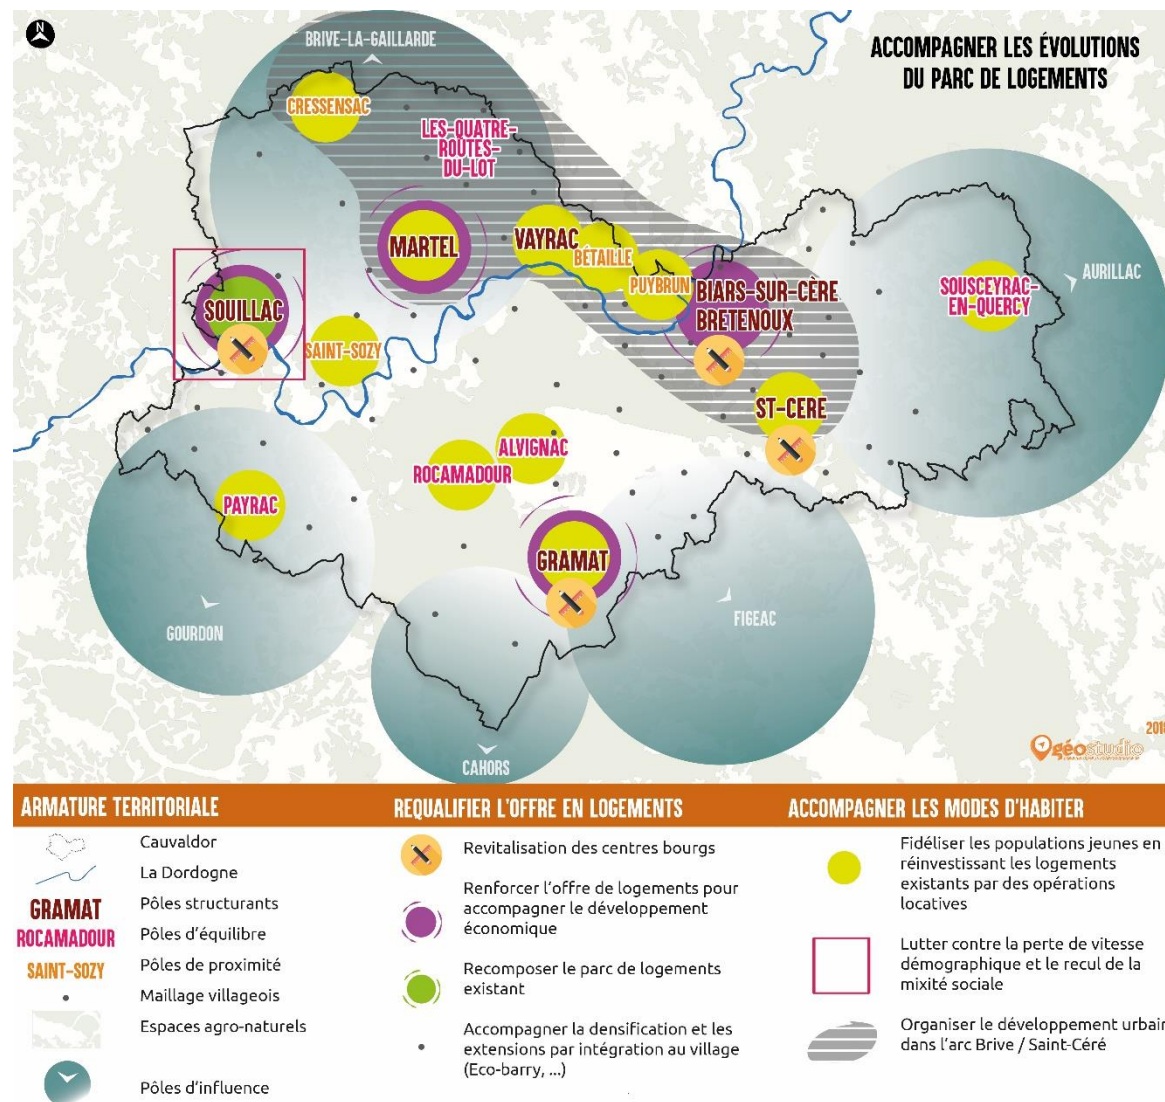 N
BRIVE-LA-GAILLARDE
ACCOMPAGNER LES ÉVOLUTIONS
DU PARC DE LOGEMENTS
CRESSENSAC
LES-QUATRE-
ROUTES-
DU-LOT
MARTEL
VAYRAC
BÉTAILLE
PUYBRUN
BIARS-SUR-CÈRE
BRETENOUX
AURILLAC
SOUSCEYRAC-
EN-QUERCY
SOUILLAC
SAINT-SOZY
ST-CERE
ALVIGNAC
ROCAMADOUR
PAYRAC
GRAMAT
GOURDON
FIGEAC
CAHORS
géostudio
ARMATURE TERRITORIALE
Cauvaldor
La Dordogne
GRAMAT Pôles structurants
ROCAMADOUR Pôles d'équilibre
SAINT-SOZY Pôles de proximité
Maillage villageois
Espaces agro-naturels
Pôles d'influence
REQUALIFIER L'OFFRE EN LOGEMENTS
Revitalisation des centres bourgs
Renforcer l'offre de logements pour
accompagner le développement
économique
Recomposer le parc de logements
existant
Accompagner la densification et les
extensions par intégration au village
(Eco-barry, ...)
ACCOMPAGNER LES MODES D'HABITER
Fidéliser les populations jeunes en
réinvestissant les logements
existants par des opérations
locatives
Lutter contre la perte de vitesse
démographique et le recul de la
mixité sociale
Organiser le développement urbain
dans l'arc Brive / Saint-Céré